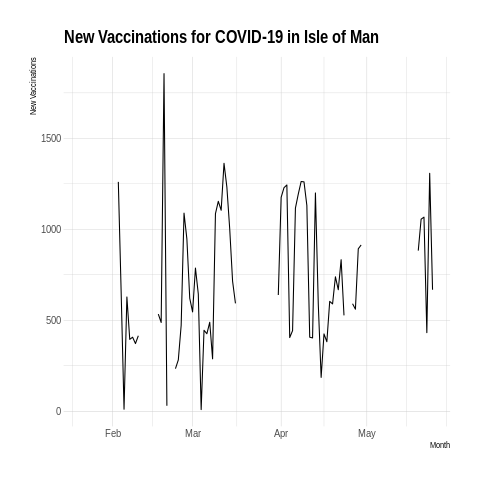 New Vaccinations for COVID-19 in Isle of Man
New Vaccinations
1500
1000
500
0
Feb Mar Apr May
Month